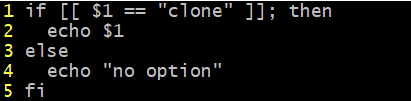 1 if [[ $1 == "clone" ]]; then
2   echo $1
3 else
4   echo "no option"
5 fi